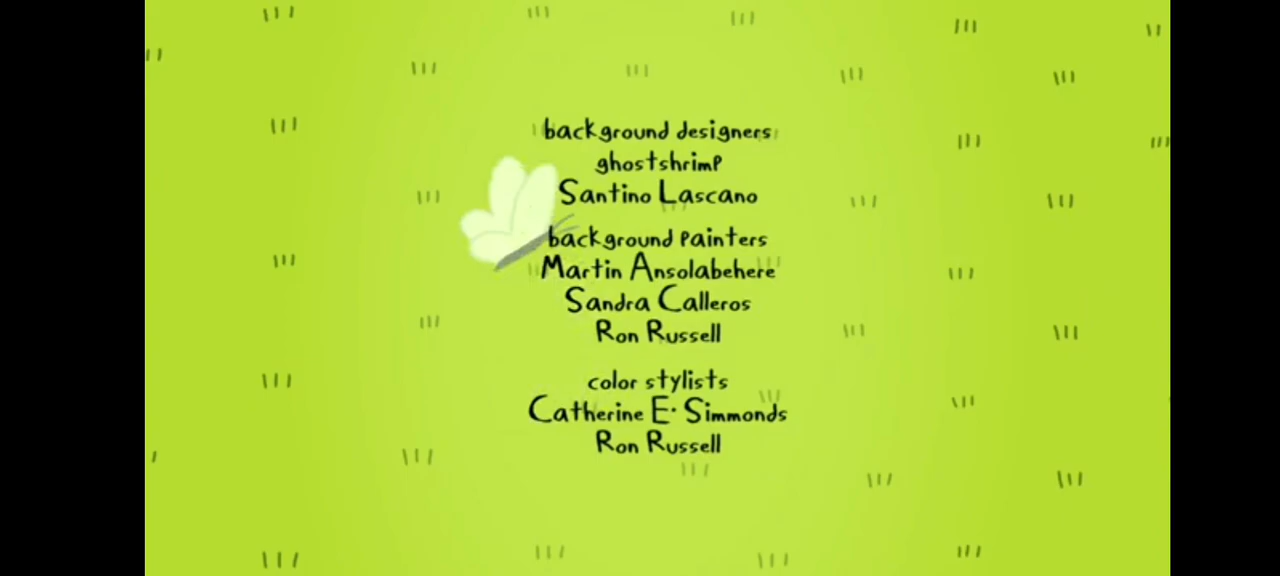 background designers
ghostshrimp
Santino Lascano
background painters
Martin Ansolabehere
Sandra Calleros
Ron Russell
color stylists
Catherine E. Simmonds
Ron Russell